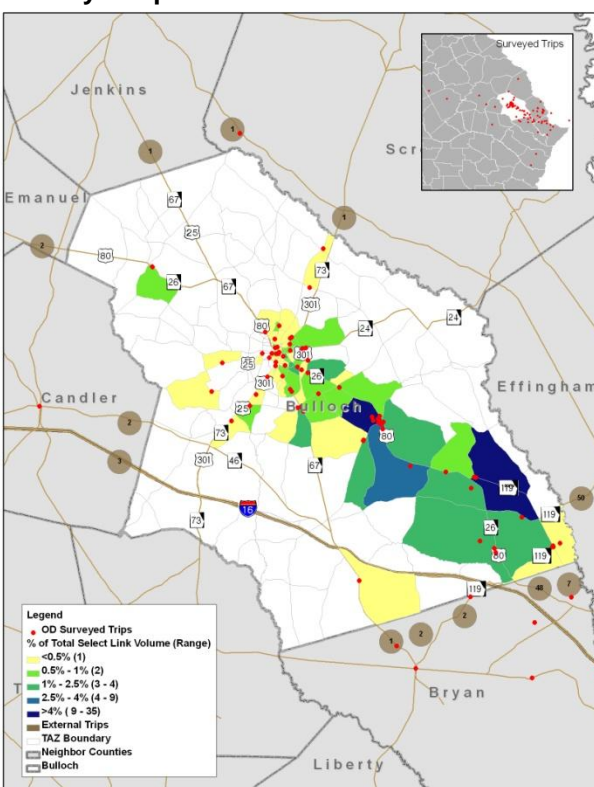 Surveyed Trips
Jenkins
1
Scr
1
67
Emanuel
1
25
2
80
73
26
67
301
24
80
24
25
301
26
Effingham
Candler
301
Bulloch
25
2
80
73
3
301
46
67
119
50
16
119
73
26
80
119
119
48
7
2
2
1
Legend
OD Surveyed Trips
% of Total Select Link Volume (Range)
<0.5% (1)
0.5% - 1% (2)
1% - 2.5% (3 - 4)
2.5% - 4% (4 - 9)
>4% ( 9 - 35)
External Trips
TAZ Boundary
Neighbor Counties
Bulloch
T
Bryan
Liberty